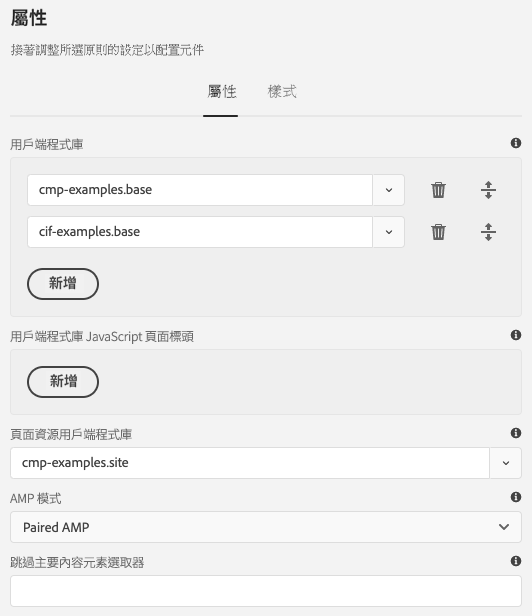 屬性
接著調整所選原則的設定以配置元件
屬性 樣式
用戶端程式庫
cmp-examples.base
cif-examples.base
新增
用戶端程式庫 JavaScript 頁面標頭
新增
頁面資源用戶端程式庫
cmp-examples.site
AMP 模式
Paired AMP
跳過主要內容元素選取器